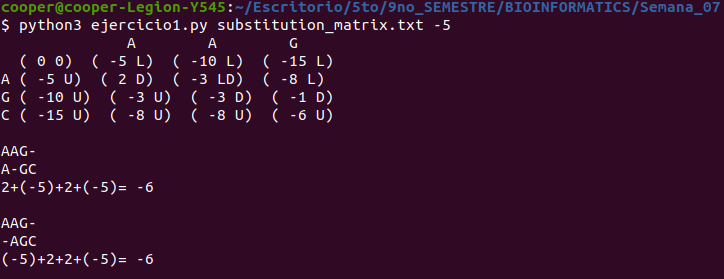 cooper@cooper-Legion-Y545:~/Escritorio/5to/9no_SEMESTRE/BIOINFORMATICS/Semana_07
$ python3 ejercicio1.py substitution_matrix.txt -5
A A G
( 0 0) ( -5 L) ( -10 L) ( -15 L)
A ( -5 U) ( 2 D) ( -3 LD) ( -8 L)
G ( -10 U) ( -3 U) ( -3 D) ( -1 D)
C ( -15 U) ( -8 U) ( -8 U) ( -6 U)
AAG-
A-GC
2+(-5)+2+(-5)= -6
AAG-
-AGC
(-5)+2+2+(-5)= -6